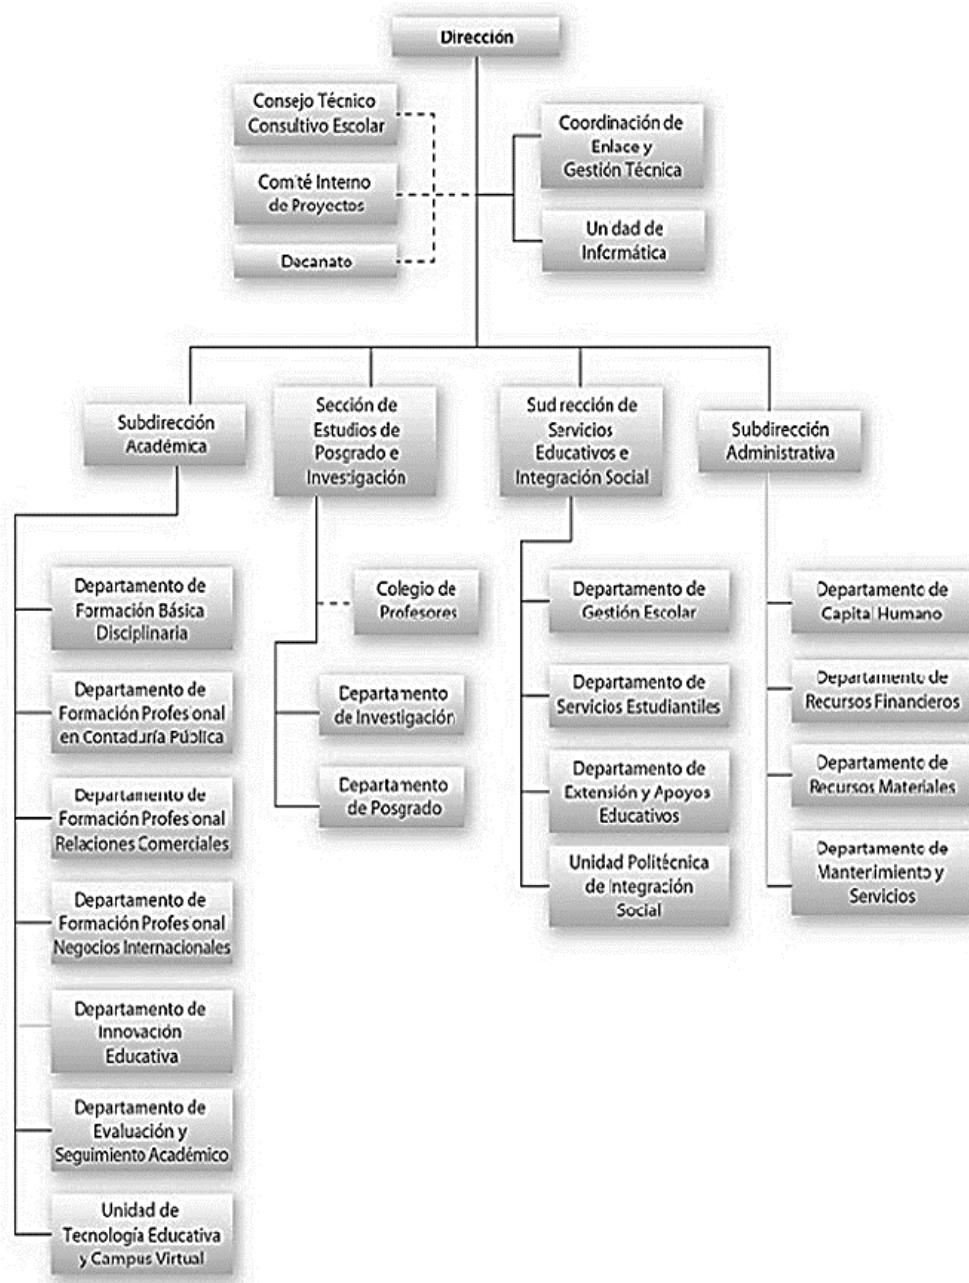 Dirección
Consejo Técnico
Consultivo Escolar
Comité Interno
de Proyectos
Decanato
Coordinación de
Enlace y
Gestión Técnica
Unidad de
Informática
Subdirección
Académica
Sección de
Estudios de
Posgrado e
Investigación
Sudirección de
Servicios
Educativos e
Integración Social
Subdirección
Administrativa
Departamento de
Formación Básica
Disciplinaria
Departamento de
Formación Profesional
en Contaduría Pública
Departamento de
Formación Profesional
Relaciones Comerciales
Departamento de
Formación Profesional
Negocios Internacionales
Departamento de
Innovación
Educativa
Departamento de
Evaluación y
Seguimiento Académico
Unidad de
Tecnología Educativa
y Campus Virtual
Colegio de
Profesores
Departamento
de Investigación
Departamento
de Posgrado
Departamento de
Gestión Escolar
Departamento de
Servicios Estudiantiles
Departamento de
Extensión y Apoyos
Educativos
Unidad Politécnica
de Integración
Social
Departamento de
Capital Humano
Departamento de
Recursos Financieros
Departamento de
Recursos Materiales
Departamento de
Mantenimiento y
Servicios